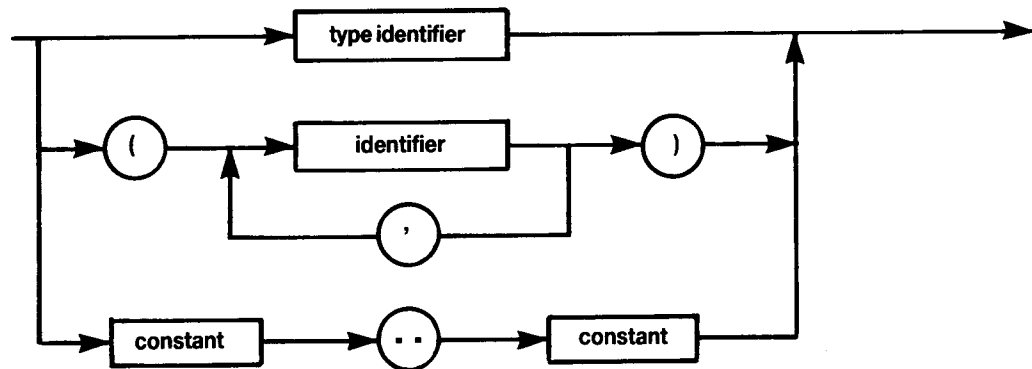 type identifier
( identifier )
,
constant .. constant